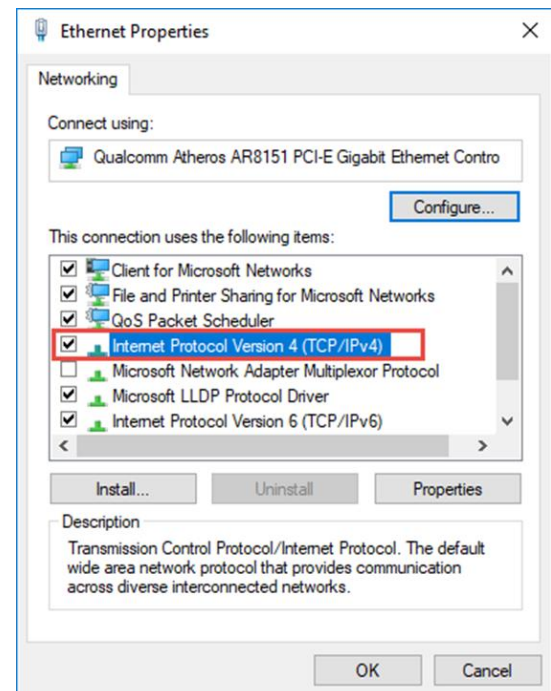 Ethernet Properties
Networking
Connect using:
Qualcomm Atheros AR8151 PCI-E Gigabit Ethernet Contro
Configure...
This connection uses the following items:
Client for Microsoft Networks
File and Printer Sharing for Microsoft Networks
QoS Packet Scheduler
Internet Protocol Version 4 (TCP/IPv4)
Microsoft Network Adapter Multiplexor Protocol
Microsoft LLDP Protocol Driver
Internet Protocol Version 6 (TCP/IPv6)
Install... Uninstall Properties
Description
Transmission Control Protocol/Internet Protocol. The default
wide area network protocol that provides communication
across diverse interconnected networks.
OK Cancel